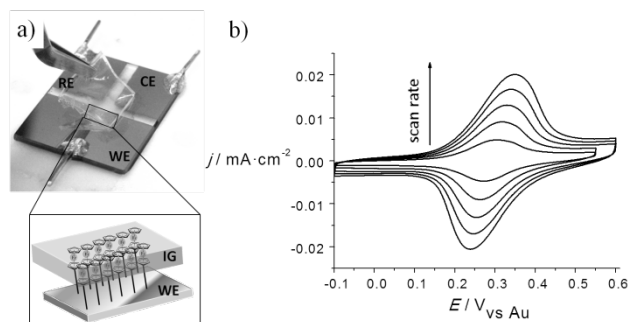 a)
RE
CE
WE
IG
WE
b)
j / mA·cm⁻²
scan rate
0.02
0.01
0.00
-0.01
-0.02
-0.1 0.0 0.1 0.2 0.3 0.4 0.5 0.6
E / V vs Au